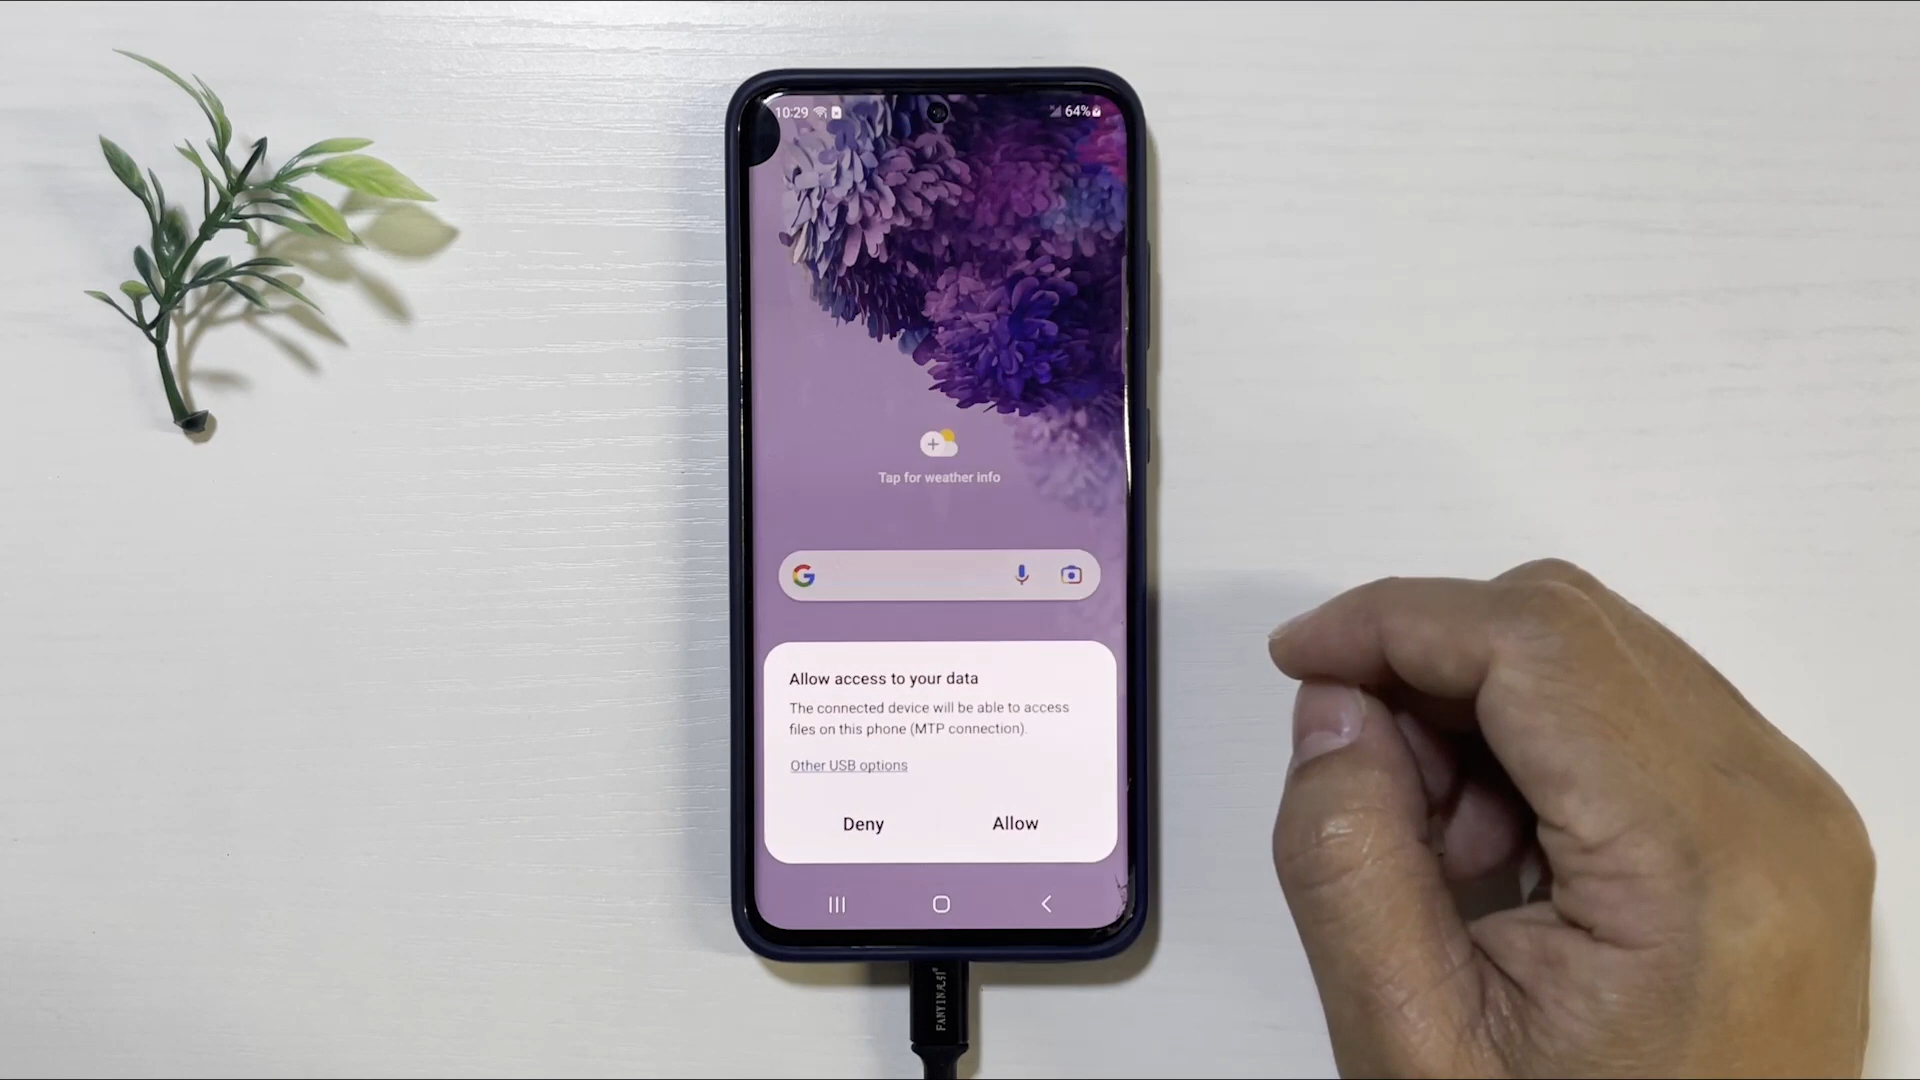 10:29
64%
Tap for weather info
Allow access to your data
The connected device will be able to access
files on this phone (MTP connection).
Other USB options
Deny
Allow
FANYIN